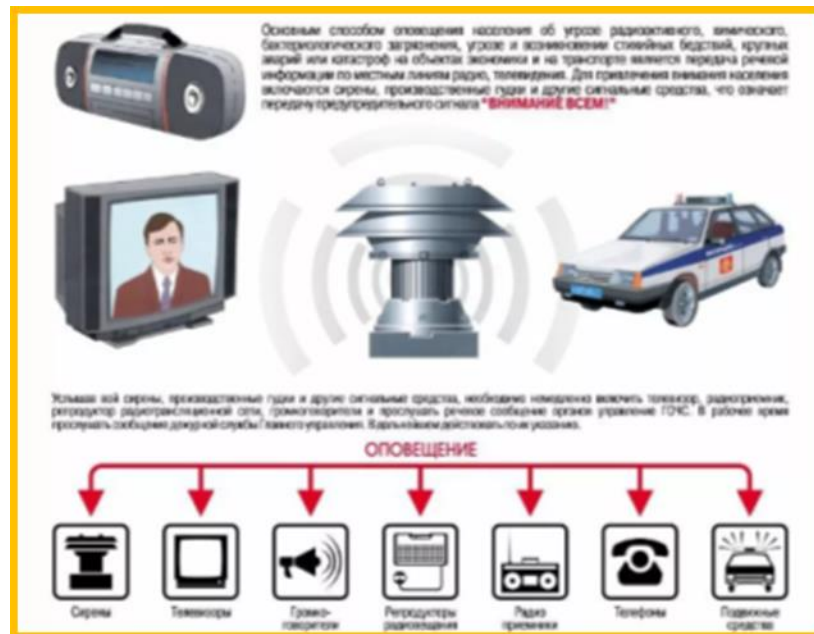 Основным способом оповещения населения об угрозе радиоактивного, химического,
бактериологического загрязнения, угрозе и возникновении стихийных бедствий, крупных
аварий или катастроф на объектах экономики и на транспорте является передача речевой
информации по местным линиям радио, телевидения. Для привлечения внимания населения
включаются сирены, производственные гудки и другие сигнальные средства, что означает
передачу предупредительного сигнала "ВНИМАНИЕ ВСЕМ!"
Услышав вой сирены, производственные гудки и другие сигнальные средства, необходимо немедленно включить телевизор, радиоприемник,
репродуктор радиотрансляционной сети, громкоговорители и прослушать речевое сообщение органов управления ГОЧС. В рабочее время
прослушать сообщения дежурной службы Главного управления. В дальнейшем действовать по их указанию.
ОПОВЕЩЕНИЕ
Сирены Телевизоры Громко- Репродукторы Радио Телефоны Подвижные
говорители радиовещания приемники средства